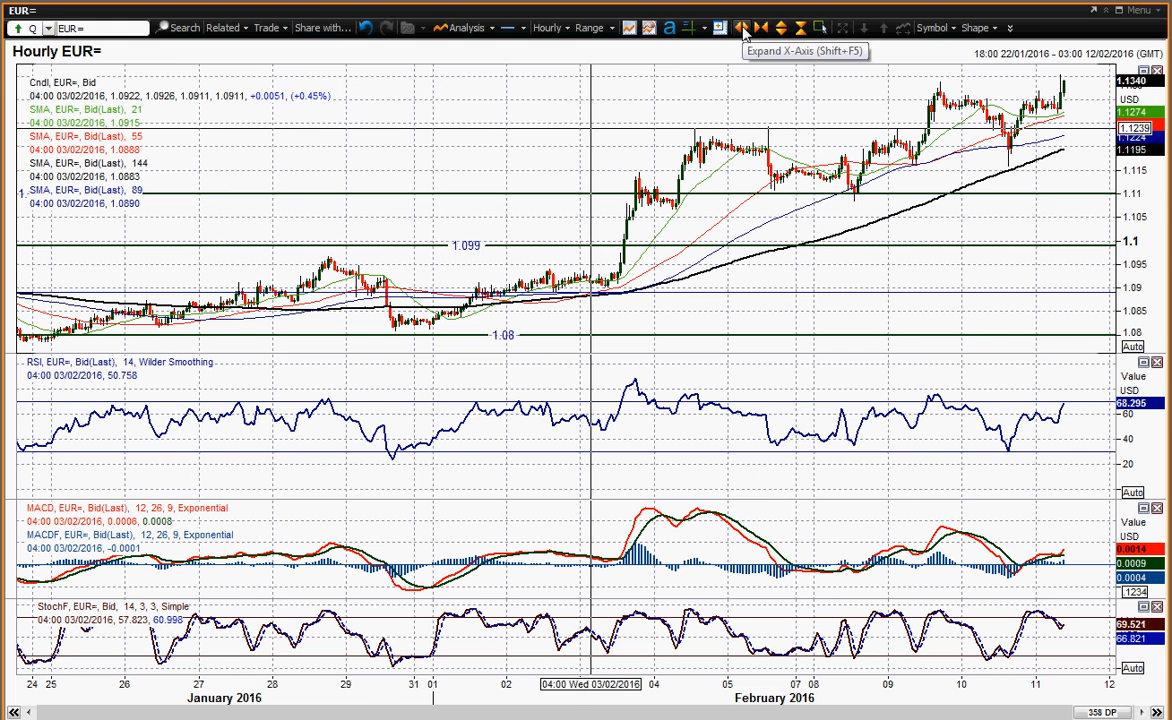 EUR=
Menu
Q EUR= Search Related Trade Share with... Analysis Hourly Range a Symbol Shape
Expand X-Axis (Shift+F5)
Hourly EUR=
18:00 22/01/2016 - 03:00 12/02/2016 (GMT)
Cndl, EUR=, Bid
04:00 03/02/2016, 1.0922, 1.0926, 1.0911, 1.0911, +0.0051, (+0.45%)
SMA, EUR=, Bid(Last), 21
04:00 03/02/2016, 1.0915
SMA, EUR=, Bid(Last), 55
04:00 03/02/2016, 1.0888
SMA, EUR=, Bid(Last), 144
04:00 03/02/2016, 1.0883
SMA, EUR=, Bid(Last), 89
04:00 03/02/2016, 1.0890
1.099
1.08
1.1340
USD
1.1274
1.1239
1.1224
1.1195
1.115
1.11
1.105
1.1
1.095
1.09
1.085
1.08
Auto
RSI, EUR=, Bid(Last), 14, Wilder Smoothing
04:00 03/02/2016, 50.758
Value
USD
68.295
60
40
20
Auto
MACD, EUR=, Bid(Last), 12, 26, 9, Exponential
04:00 03/02/2016, 0.0006, 0.0008
MACDF, EUR=, Bid(Last), 12, 26, 9, Exponential
04:00 03/02/2016, -0.0001
Value
USD
0.0014
0.0009
0.0004
.1234
StochF, EUR=, Bid, 14, 3, 3, Simple
04:00 03/02/2016, 57.823, 60.998
Value
USD
69.521
66.821
Auto
24 25 26 27 28 29 31 01 02 04:00 Wed 03/02/2016 04 05 07 08 09 10 11 12
January 2016 February 2016
358 DP